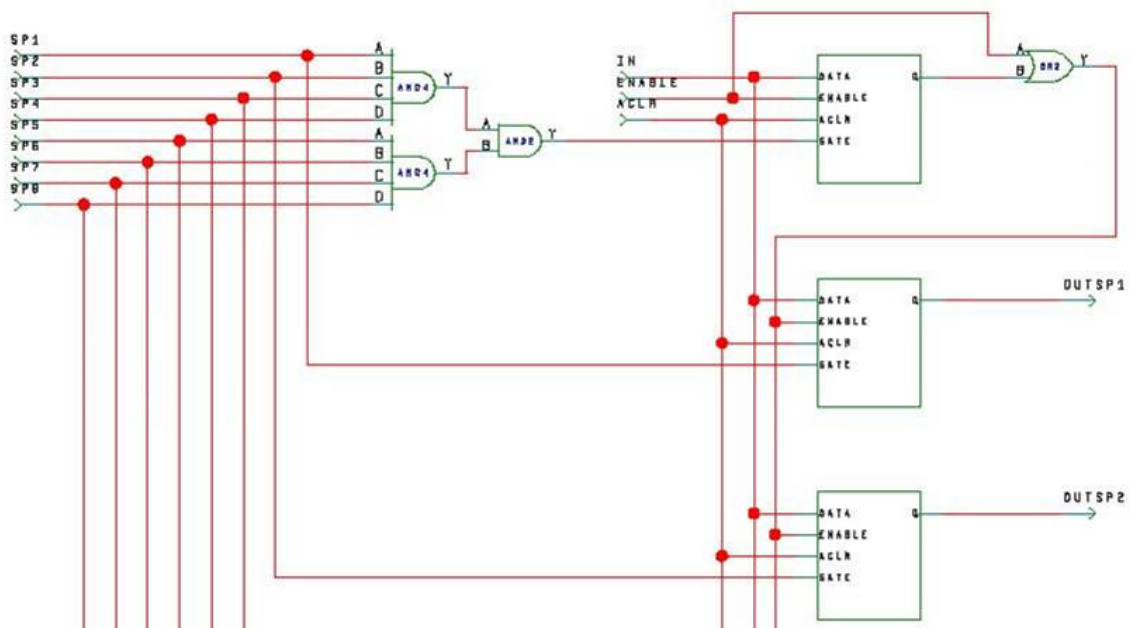 SP1
SP2
SP3
SP4
SP5
SP6
SP7
SP8
A
B
C
D
AND4
Y
A
B
C
D
AND4
Y
A
B
AND2
Y
IN
ENABLE
ACLR
DATA
ENABLE
ACLR
GATE
Q
A
B
OR2
Y
DATA
ENABLE
ACLR
GATE
Q
OUTSP1
DATA
ENABLE
ACLR
GATE
Q
OUTSP2